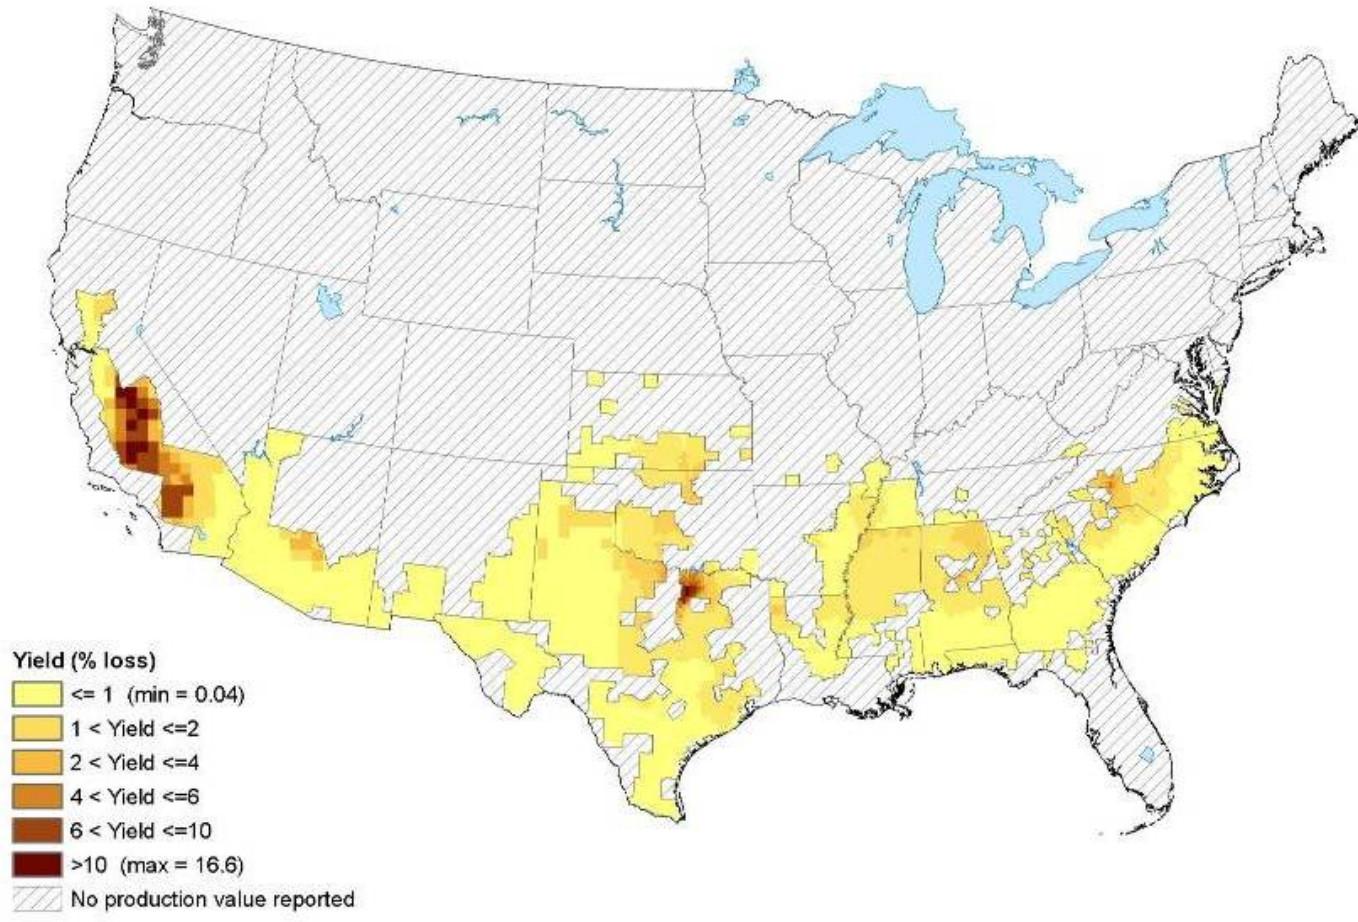 Yield (% loss)
<= 1 (min = 0.04)
1 < Yield <=2
2 < Yield <=4
4 < Yield <=6
6 < Yield <=10
>10 (max = 16.6)
No production value reported